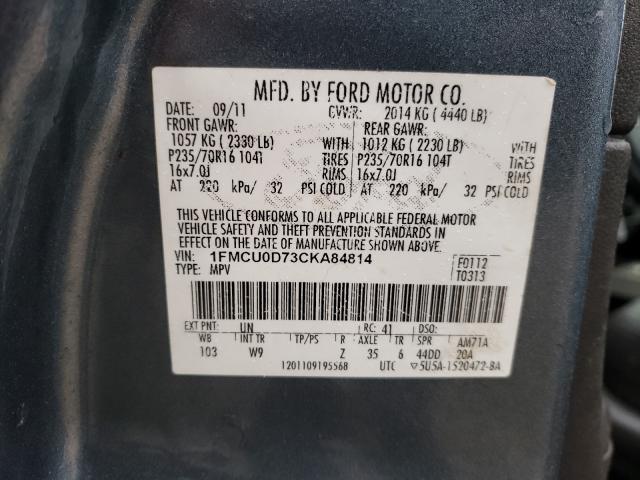 MFD. BY FORD MOTOR CO.
DATE: 09/11 GVWR: 2014 KG ( 4440 LB)
FRONT GAWR: REAR GAWR:
1057 KG ( 2330 LB) WITH 1012 KG ( 2230 LB) WITH
P235/70R16 104T TIRES P235/70R16 104T TIRES
16x7.0J RIMS 16x7.0J RIMS
AT 220 kPa/ 32 PSI COLD AT 220 kPa/ 32 PSI COLD
THIS VEHICLE CONFORMS TO ALL APPLICABLE FEDERAL MOTOR
VEHICLE SAFETY AND THEFT PREVENTION STANDARDS IN
EFFECT ON THE DATE OF MANUFACTURE SHOWN ABOVE.
VIN: 1FMCU0D73CKA84814 F0112
TYPE: MPV T0313
EXT PNT: UN RC: 41 DSO:
WB INT TR TP/PS R AXLE TR SPR AM71A
103 W9 Z 35 6 44DD 20A
1201109195568 UTC ▽5U5A-1520472-BA